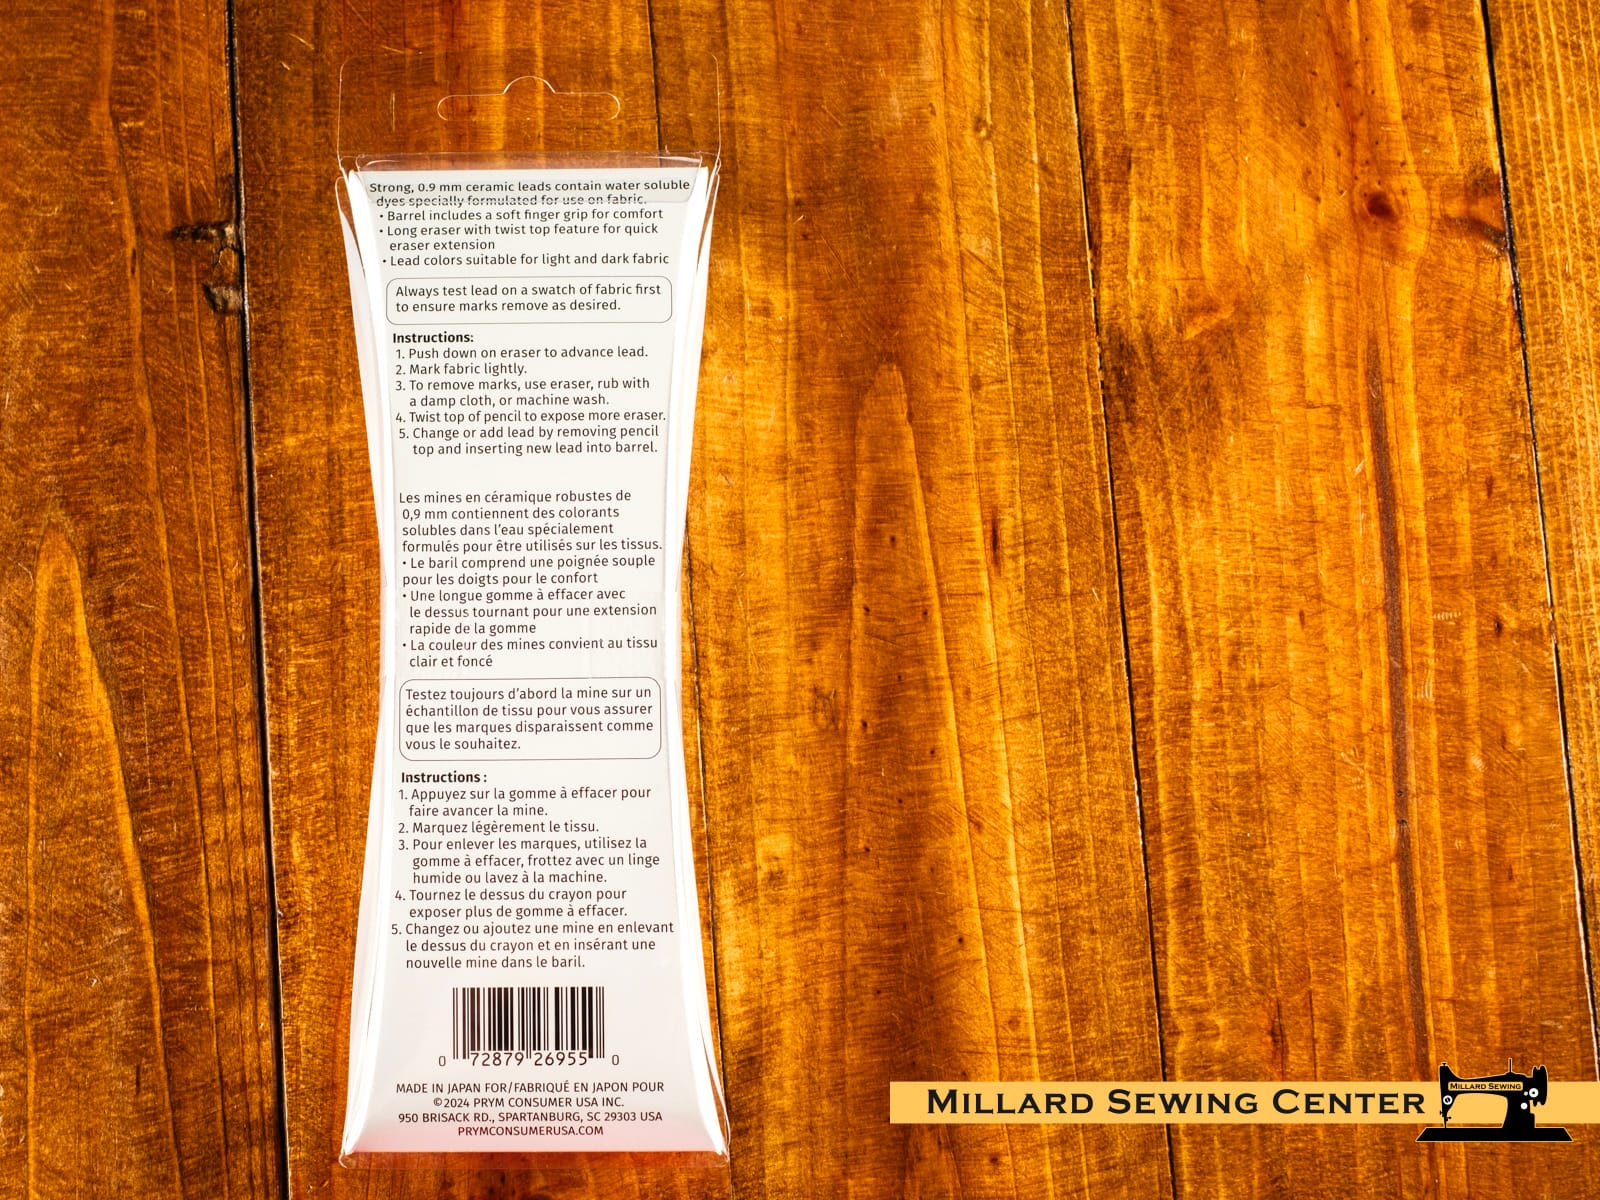 Strong, 0.9 mm ceramic leads contain water soluble
dyes specially formulated for use on fabric.
• Barrel includes a soft finger grip for comfort
• Long eraser with twist top feature for quick
eraser extension
• Lead colors suitable for light and dark fabric
Always test lead on a swatch of fabric first
to ensure marks remove as desired.
Instructions:
1. Push down on eraser to advance lead.
2. Mark fabric lightly.
3. To remove marks, use eraser, rub with
a damp cloth, or machine wash.
4. Twist top of pencil to expose more eraser.
5. Change or add lead by removing pencil
top and inserting new lead into barrel.
Les mines en céramique robustes de
0,9 mm contiennent des colorants
solubles dans l'eau spécialement
formulés pour être utilisés sur les tissus.
• Le baril comprend une poignée souple
pour les doigts pour le confort
• Une longue gomme à effacer avec
le dessus tournant pour une extension
rapide de la gomme
• La couleur des mines convient au tissu
clair et foncé
Testez toujours d'abord la mine sur un
échantillon de tissu pour vous assurer
que les marques disparaissent comme
vous le souhaitez.
Instructions :
1. Appuyez sur la gomme à effacer pour
faire avancer la mine.
2. Marquez légèrement le tissu.
3. Pour enlever les marques, utilisez la
gomme à effacer, frottez avec un linge
humide ou lavez à la machine.
4. Tournez le dessus du crayon pour
exposer plus de gomme à effacer.
5. Changez ou ajoutez une mine en enlevant
le dessus du crayon et en insérant une
nouvelle mine dans le baril.
0 72879 26955 0
MADE IN JAPAN FOR/FABRIQUÉ EN JAPON POUR
©2024 PRYM CONSUMER USA INC.
950 BRISACK RD., SPARTANBURG, SC 29303 USA
PRYMCONSUMERUSA.COM
MILLARD SEWING CENTER
MILLARD SEWING